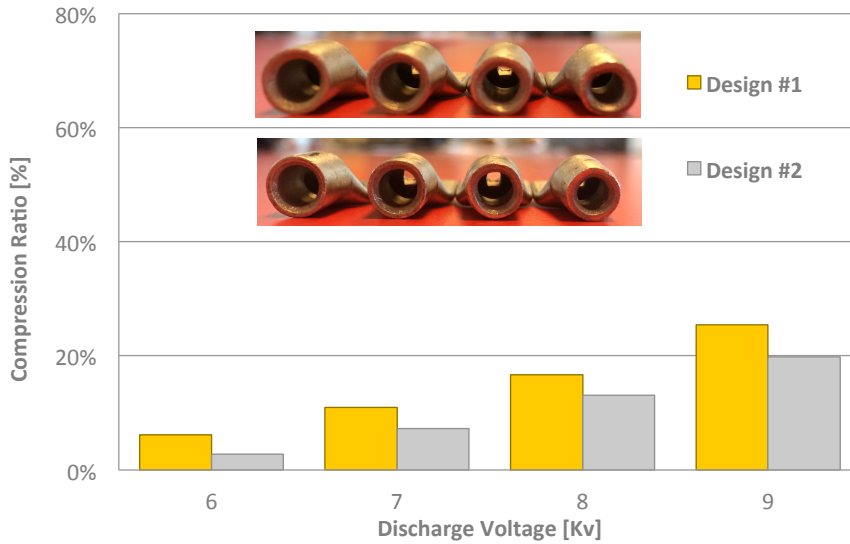 80%
60%
40%
20%
0%
Compression Ratio [%]
Design #1
Design #2
6 7 8 9
Discharge Voltage [Kv]